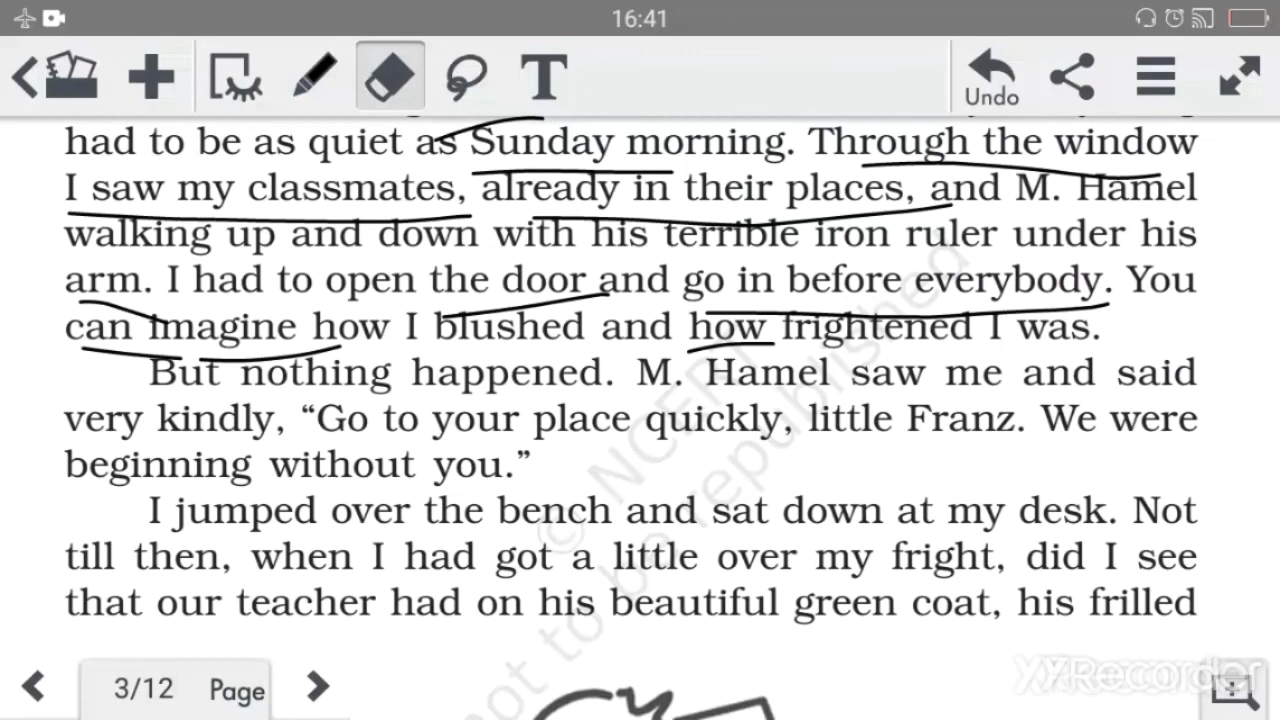 16:41
Undo
had to be as quiet as Sunday morning. Through the window
I saw my classmates, already in their places, and M. Hamel
walking up and down with his terrible iron ruler under his
arm. I had to open the door and go in before everybody. You
can imagine how I blushed and how frightened I was.
But nothing happened. M. Hamel saw me and said
very kindly, “Go to your place quickly, little Franz. We were
beginning without you.”
I jumped over the bench and sat down at my desk. Not
till then, when I had got a little over my fright, did I see
that our teacher had on his beautiful green coat, his frilled
© NCERT
not to be republished
3/12 Page
XRecorder